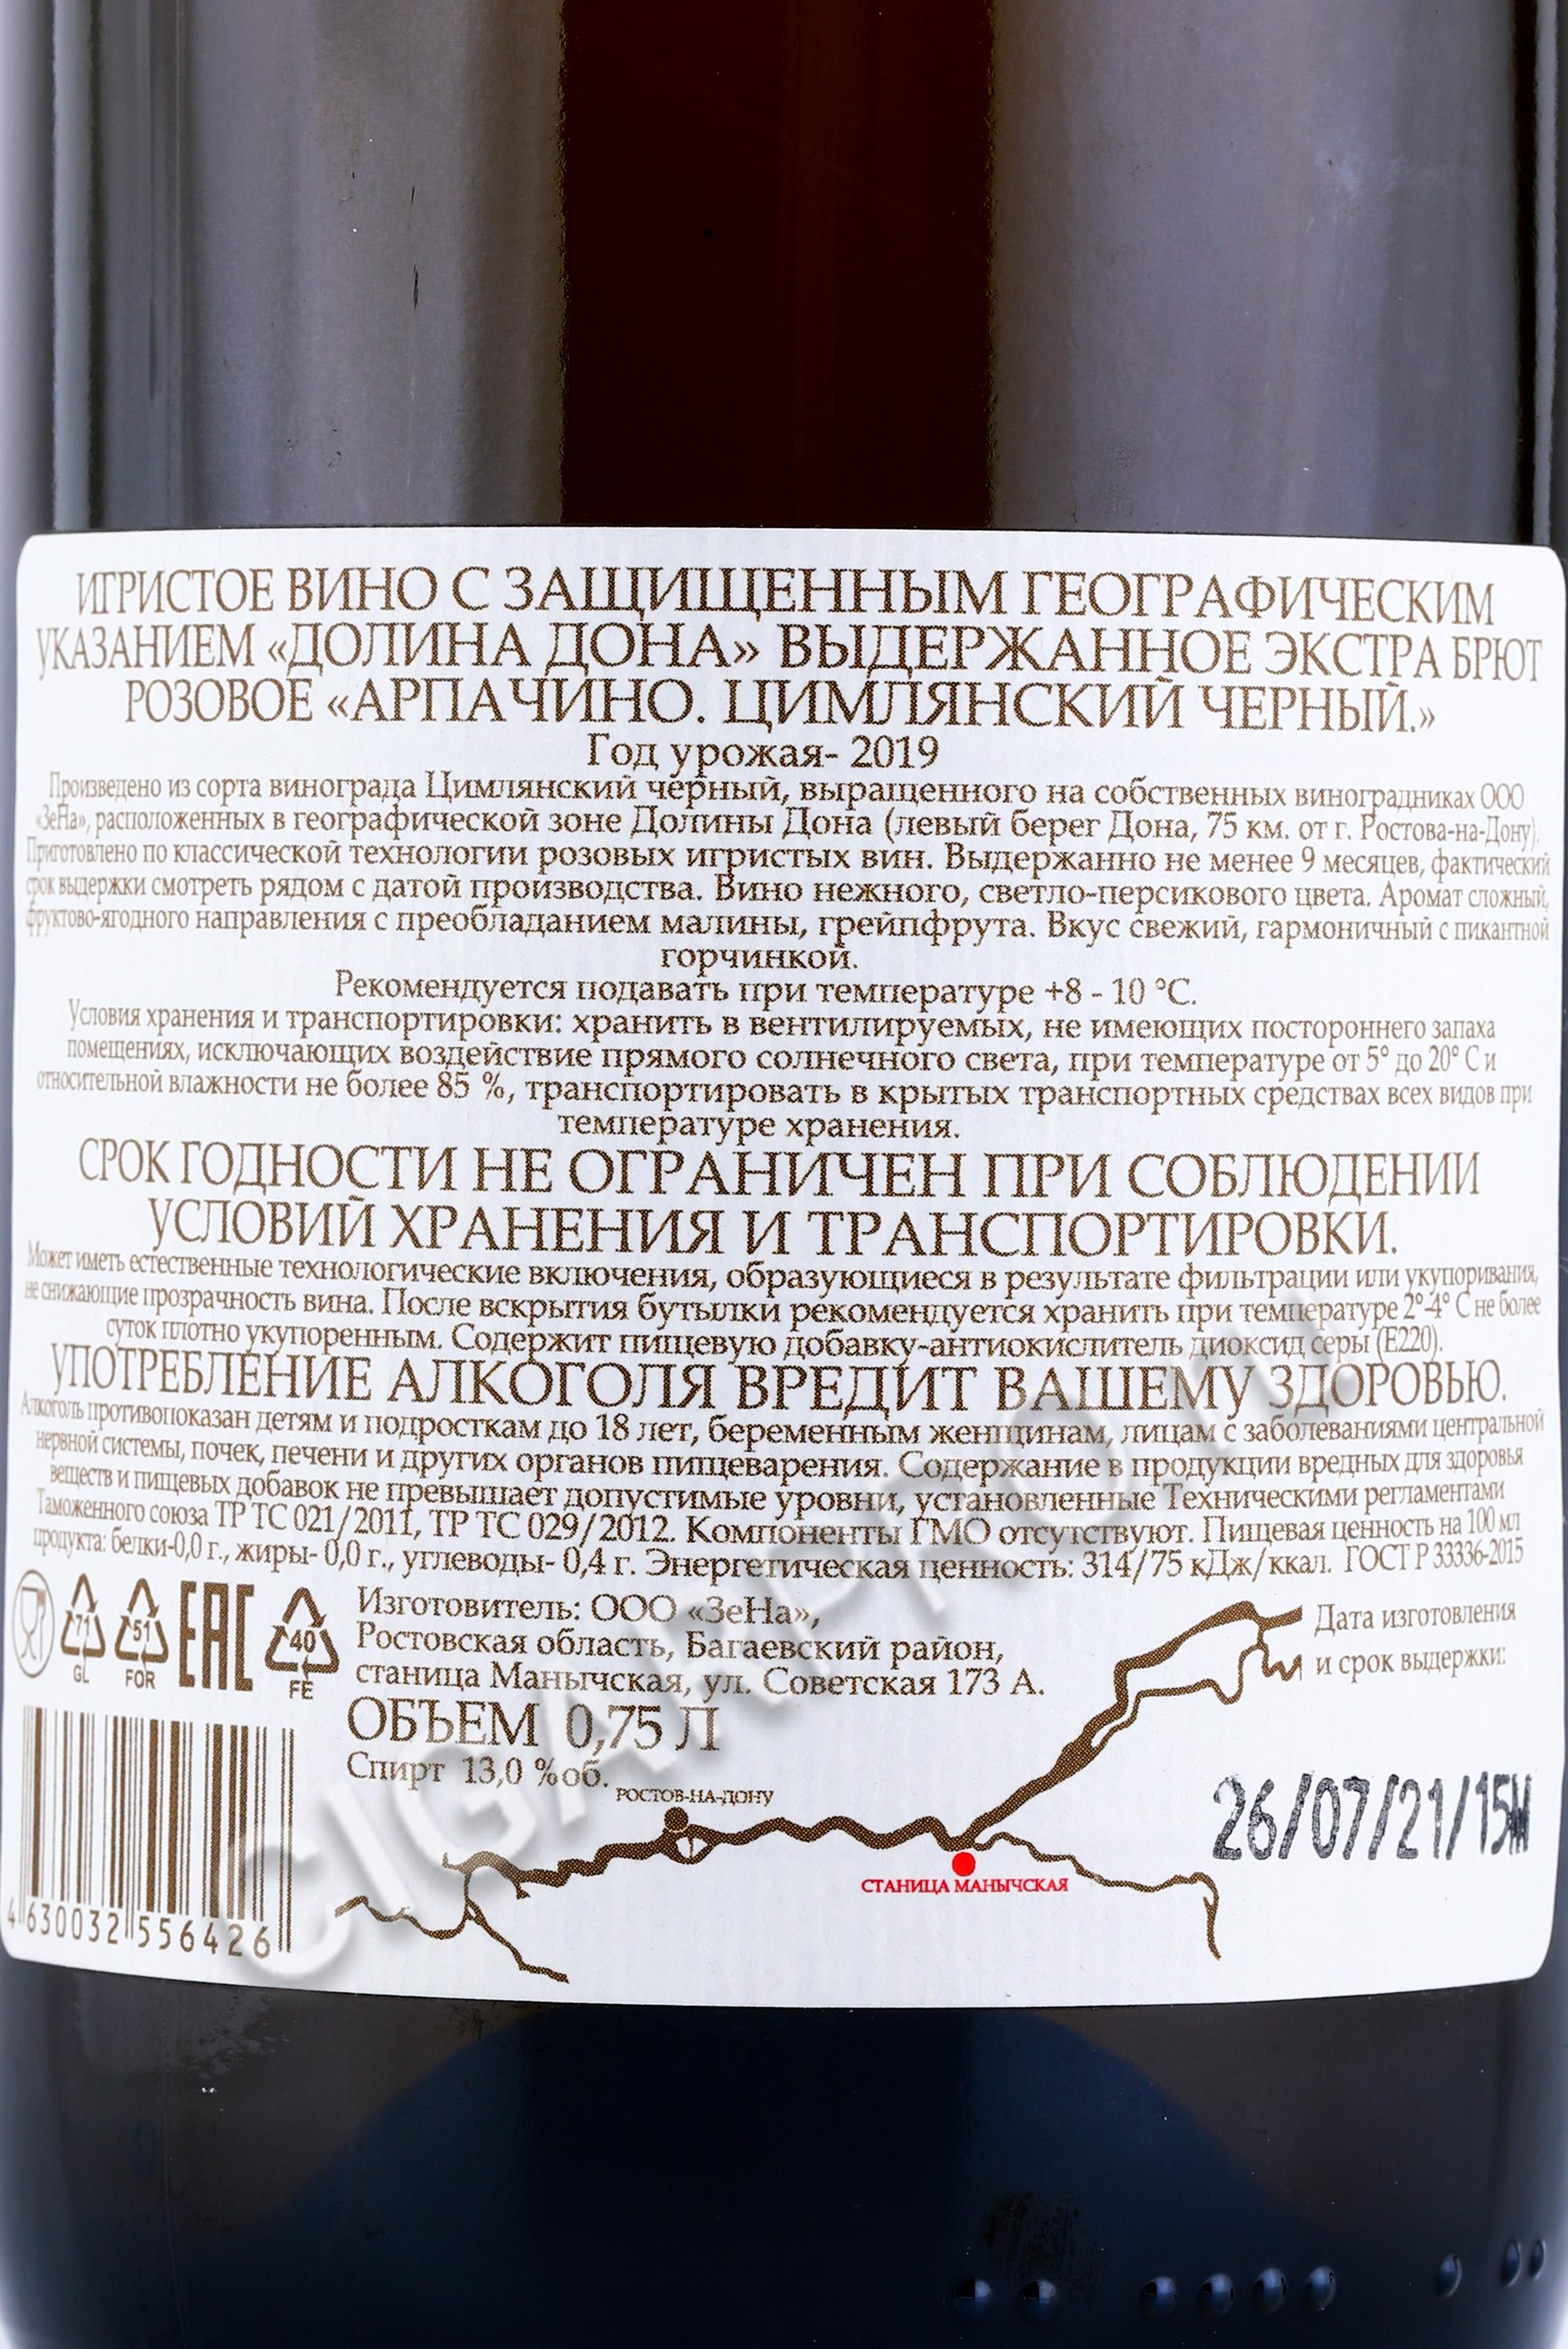 ИГРИСТОЕ ВИНО С ЗАЩИЩЕННЫМ ГЕОГРАФИЧЕСКИМ
УКАЗАНИЕМ «ДОЛИНА ДОНА» ВЫДЕРЖАННОЕ ЭКСТРА БРЮТ
РОЗОВОЕ «АРПАЧИНО. ЦИМЛЯНСКИЙ ЧЕРНЫЙ.»
Год урожая- 2019
Произведено из сорта винограда Цимлянский черный, выращенного на собственных виноградниках ООО
«ЗеНа», расположенных в географической зоне Долины Дона (левый берег Дона, 75 км. от г. Ростова-на-Дону).
Приготовлено по классической технологии розовых игристых вин. Выдержанно не менее 9 месяцев, фактический
срок выдержки смотреть рядом с датой производства. Вино нежного, светло-персикового цвета. Аромат сложный,
фруктово-ягодного направления с преобладанием малины, грейпфрута. Вкус свежий, гармоничный с пикантной
горчинкой.
Рекомендуется подавать при температуре +8 - 10 °С.
Условия хранения и транспортировки: хранить в вентилируемых, не имеющих постороннего запаха
помещениях, исключающих воздействие прямого солнечного света, при температуре от 5° до 20° С и
относительной влажности не более 85 %, транспортировать в крытых транспортных средствах всех видов при
температуре хранения.
СРОК ГОДНОСТИ НЕ ОГРАНИЧЕН ПРИ СОБЛЮДЕНИИ
УСЛОВИЙ ХРАНЕНИЯ И ТРАНСПОРТИРОВКИ.
Может иметь естественные технологические включения, образующиеся в результате фильтрации или укупоривания,
не снижающие прозрачность вина. После вскрытия бутылки рекомендуется хранить при температуре 2°-4° С не более
суток плотно укупоренным. Содержит пищевую добавку-антиокислитель диоксид серы (Е220).
УПОТРЕБЛЕНИЕ АЛКОГОЛЯ ВРЕДИТ ВАШЕМУ ЗДОРОВЬЮ.
Алкоголь противопоказан детям и подросткам до 18 лет, беременным женщинам, лицам с заболеваниями центральной
нервной системы, почек, печени и других органов пищеварения. Содержание в продукции вредных для здоровья
веществ и пищевых добавок не превышает допустимые уровни, установленные Техническими регламентами
Таможенного союза ТР ТС 021/2011, ТР ТС 029/2012. Компоненты ГМО отсутствуют. Пищевая ценность на 100 мл
продукта: белки-0,0 г., жиры- 0,0 г., углеводы- 0,4 г. Энергетическая ценность: 314/75 кДж/ккал. ГОСТ Р 33336-2015
71 GL
51 FOR
ЕАС
40 FE
Изготовитель: ООО «ЗеНа»,
Ростовская область, Багаевский район,
станица Манычская, ул. Советская 173 А.
ОБЪЕМ 0,75 Л
Спирт 13,0 %об.
Дата изготовления
и срок выдержки:
26/07/21/15М
РОСТОВ-НА-ДОНУ
СТАНИЦА МАНЫЧСКАЯ
4 630032 556426
CIGARPRO.RU